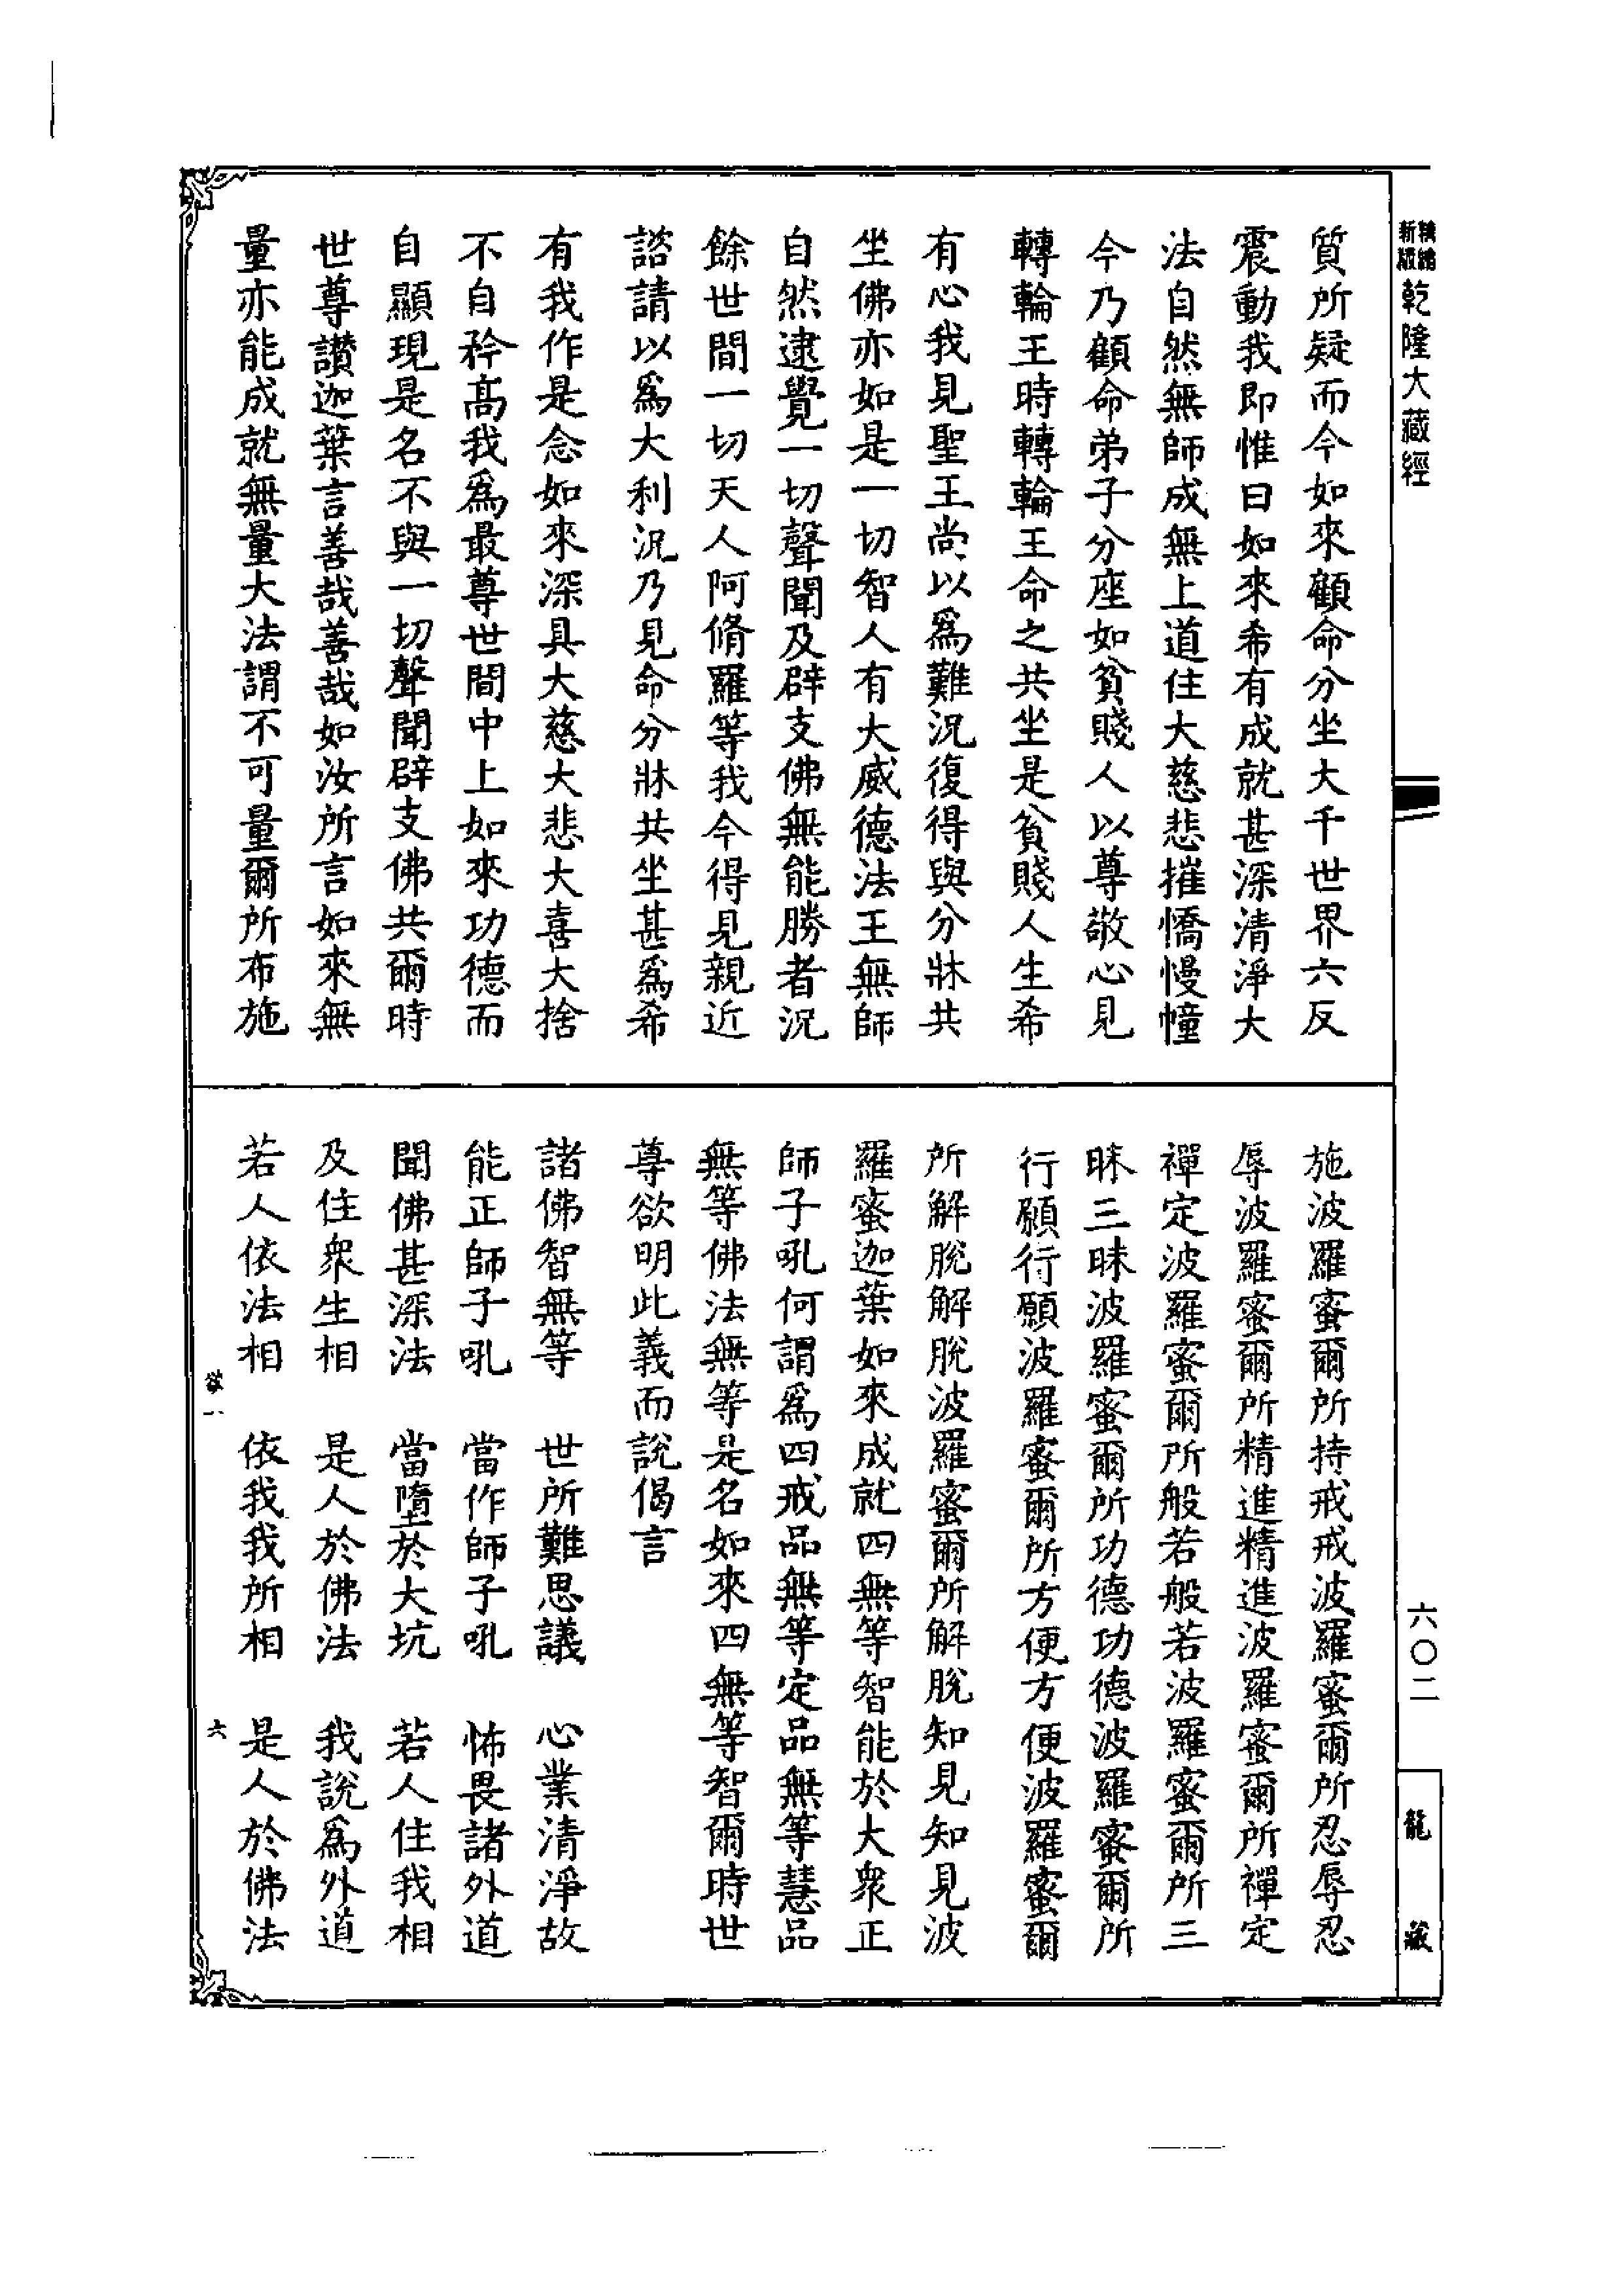 精縮
新版
乾隆大藏經
質所疑而今如來顧命分坐大千世界六反
震動我即惟曰如來希有成就甚深清淨大
法自然無師成無上道住大慈悲摧憍慢幢
今乃顧命弟子分座如貧賤人以尊敬心見
轉輪王時轉輪王命之共坐是貧賤人生希
有心我見聖王尚以爲難況復得與分牀共
坐佛亦如是一切智人有大威德法王無師
自然逮覺一切聲聞及辟支佛無能勝者況
餘世間一切天人阿脩羅等我今得見親近
諮請以爲大利況乃見命分牀共坐甚爲希
有我作是念如來深具大慈大悲大喜大捨
不自矜高我爲最尊世間中上如來功德而
自顯現是名不與一切聲聞辟支佛共爾時
世尊讃迦葉言善哉善哉如汝所言如來無
量亦能成就無量大法謂不可量爾所布施
施波羅蜜爾所持戒戒波羅蜜爾所忍辱忍
辱波羅蜜爾所精進精進波羅蜜爾所禪定
禪定波羅蜜爾所般若般若波羅蜜爾所三
昧三昧波羅蜜爾所功德功德波羅蜜爾所
行願行願波羅蜜爾所方便方便波羅蜜爾
所解脫解脫波羅蜜爾所解脫知見知見波
羅蜜迦葉如來成就四無等智能於大衆正
師子吼何謂爲四戒品無等定品無等慧品
無等佛法無等是名如來四無等智爾時世
尊欲明此義而說偈言
諸佛智無等　世所難思議　心業清淨故
能正師子吼　當作師子吼　怖畏諸外道
聞佛甚深法　當墮於大坑　若人住我相
及住衆生相　是人於佛法　我說爲外道
若人依法相　依我我所相　是人於佛法
六〇二
龍藏
欲一
六